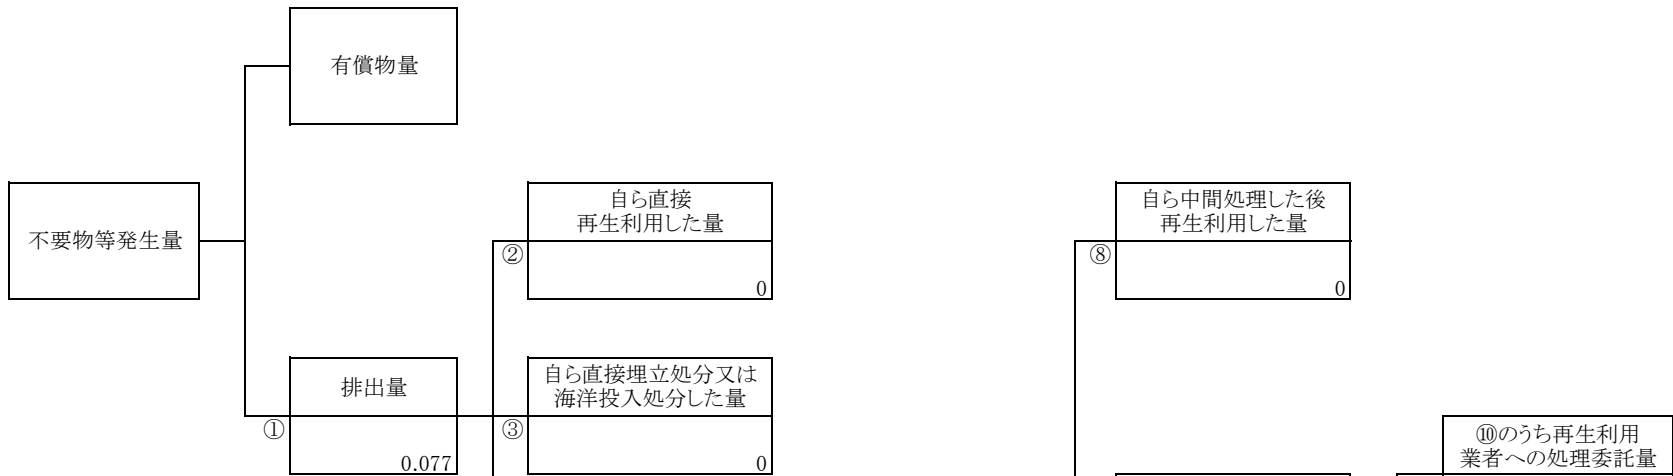 有償物量
不要物等発生量
自ら直接
再生利用した量
②
0
自ら中間処理した後
再生利用した量
⑧
0
排出量
①
0.077
自ら直接埋立処分又は
海洋投入処分した量
③
0
⑩のうち再生利用
業者への処理委託量